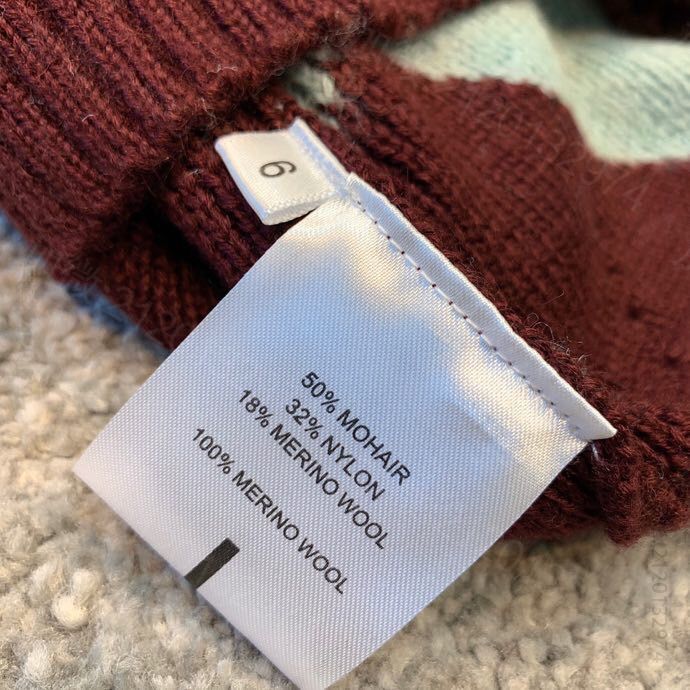 6
50% MOHAIR
32% NYLON
18% MERINO WOOL
100% MERINO WOOL